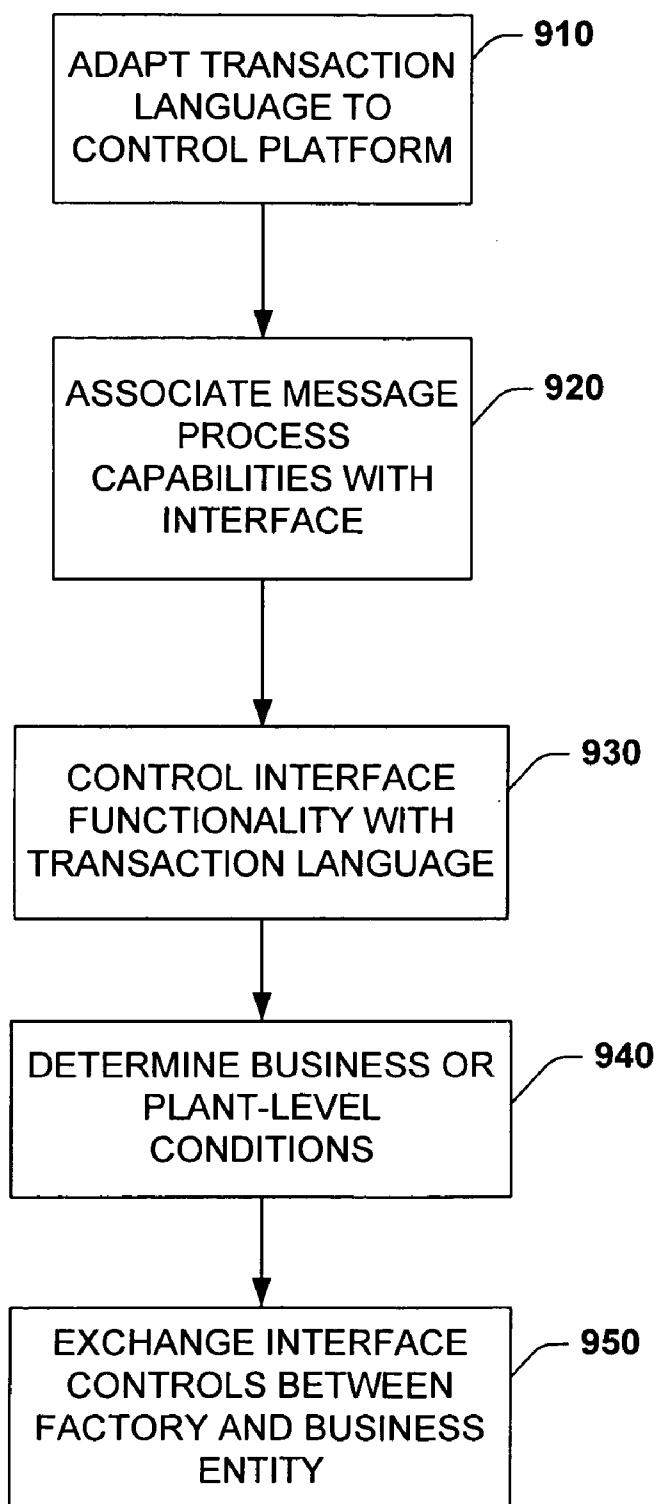 910
ADAPT TRANSACTION
LANGUAGE TO
CONTROL PLATFORM
920
ASSOCIATE MESSAGE
PROCESS
CAPABILITIES WITH
INTERFACE
930
CONTROL INTERFACE
FUNCTIONALITY WITH
TRANSACTION LANGUAGE
940
DETERMINE BUSINESS OR
PLANT-LEVEL
CONDITIONS
950
EXCHANGE INTERFACE
CONTROLS BETWEEN
FACTORY AND BUSINESS
ENTITY